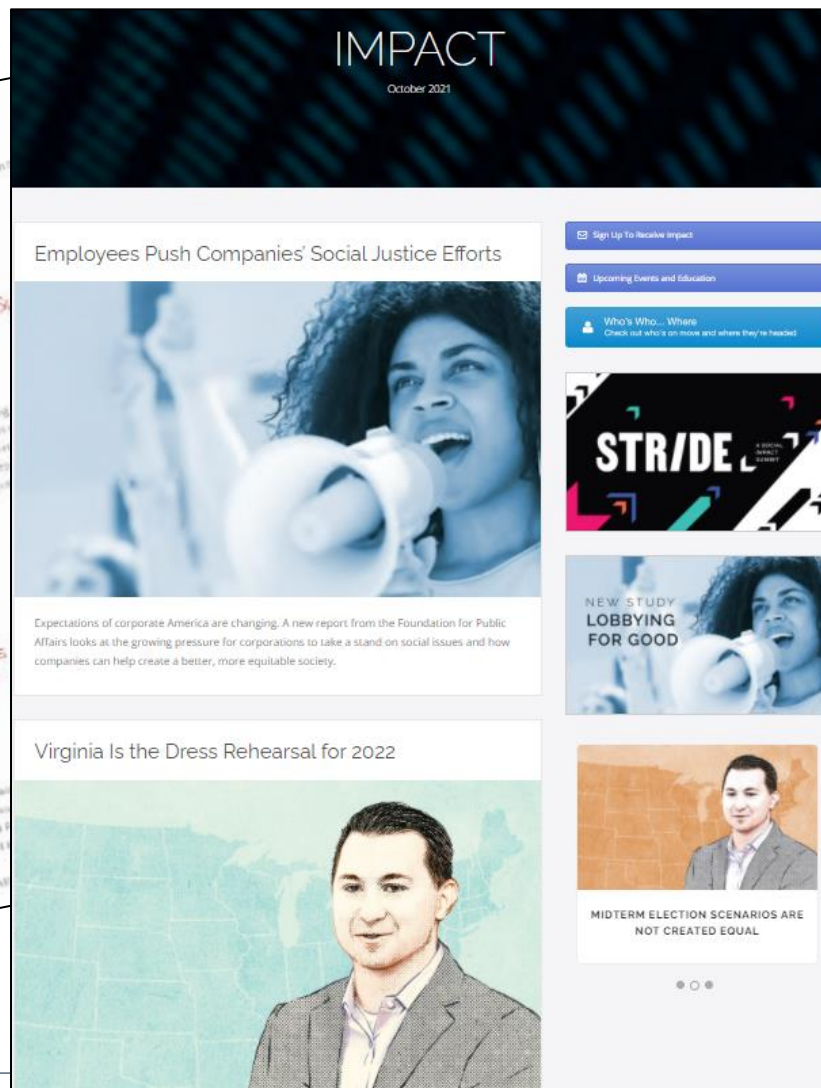 IMPACT
October 2021
Employees Push Companies' Social Justice Efforts
Expectations of corporate America are changing. A new report from the Foundation for Public
Affairs looks at the growing pressure for corporations to take a stand on social issues and how
companies can help create a better, more equitable society.
Virginia Is the Dress Rehearsal for 2022
Sign Up To Receive Impact
Upcoming Events and Education
Who's Who... Where
Check out who's on move and where they're headed
STR/DE
A SOCIAL
IMPACT
SUMMIT
NEW STUDY
LOBBYING
FOR GOOD
MIDTERM ELECTION SCENARIOS ARE
NOT CREATED EQUAL